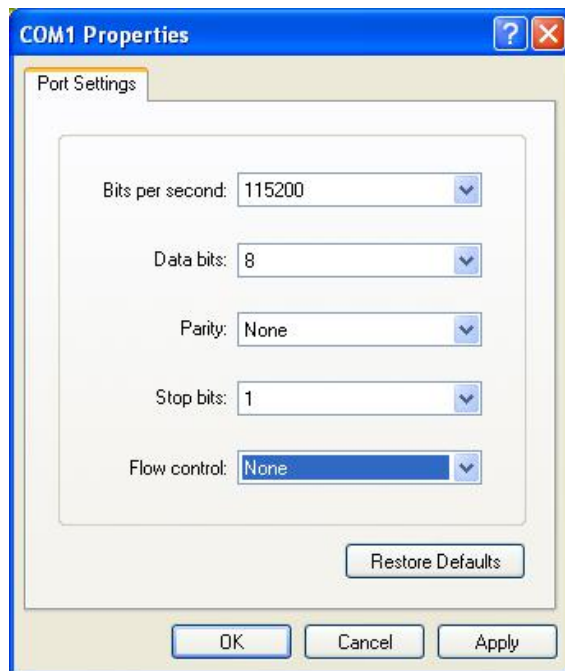 COM1 Properties
Port Settings
Bits per second: 115200
Data bits: 8
Parity: None
Stop bits: 1
Flow control: None
Restore Defaults
OK Cancel Apply